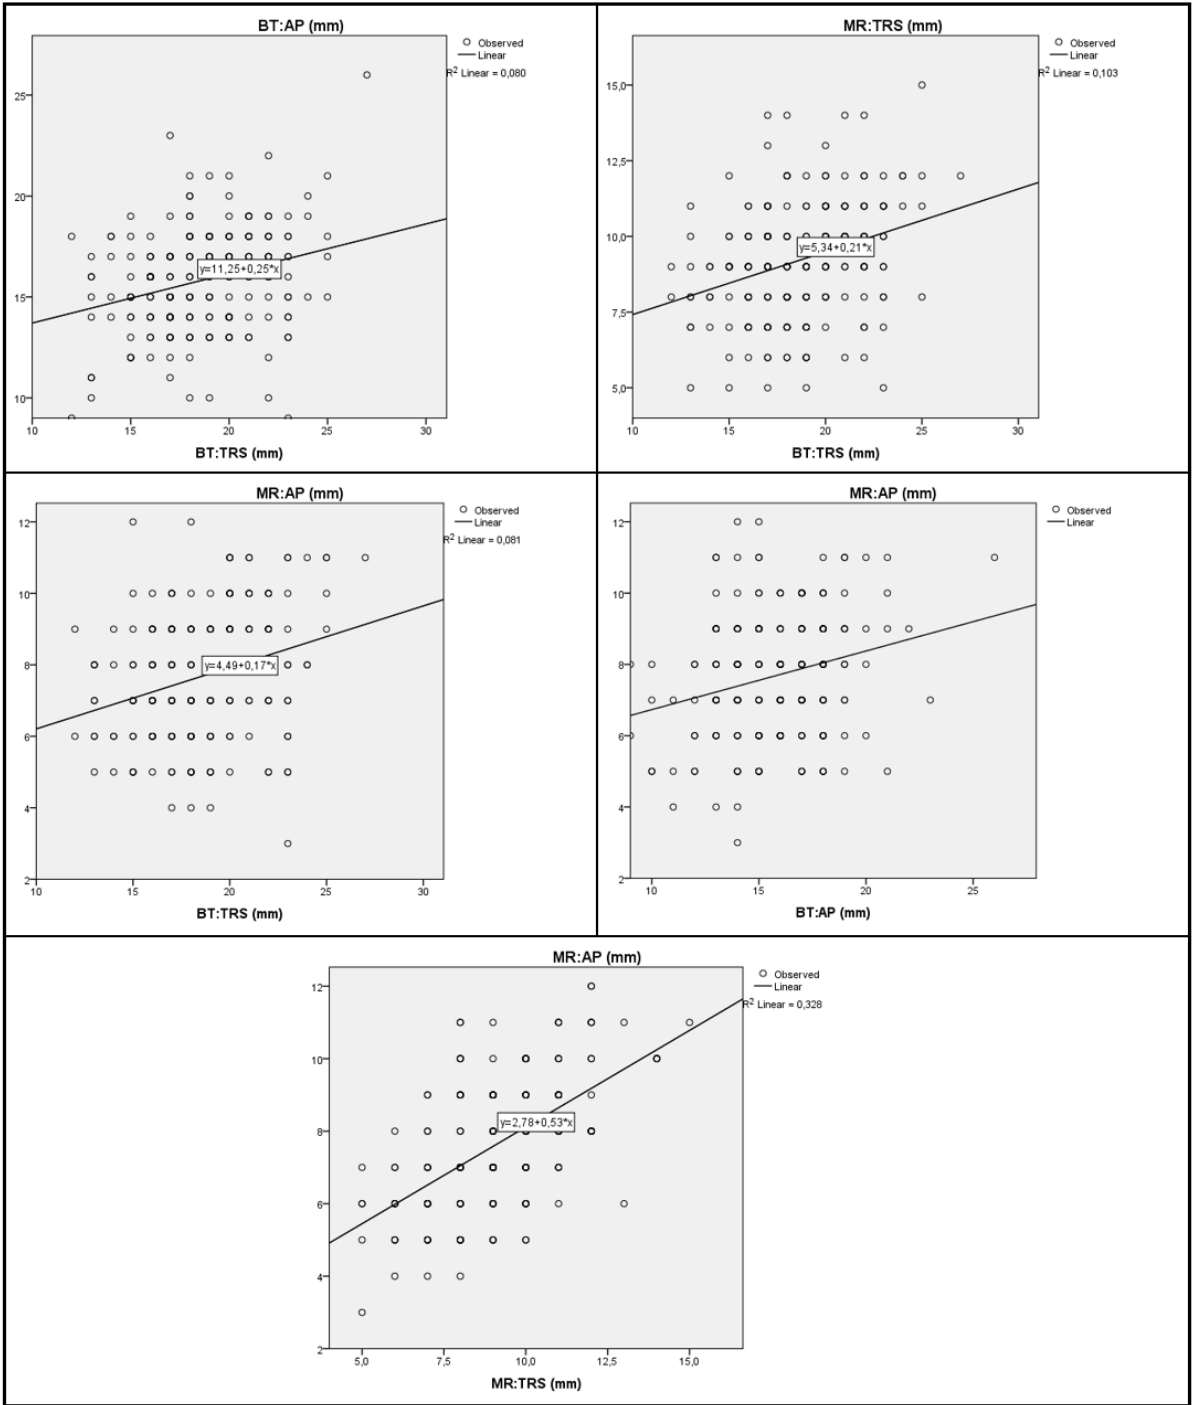 BT:AP (mm)
Observed
Linear
R2 Linear = 0,080
25
20
15
10
y=11,25+0,25*x
10 15 20 25 30
BT:TRS (mm)
MR:TRS (mm)
Observed
Linear
R2 Linear = 0,103
15,0
12,5
10,0
7,5
5,0
y=5,34+0,21*x
10 15 20 25 30
BT:TRS (mm)
MR:AP (mm)
Observed
Linear
R2 Linear = 0,081
12
10
8
6
4
2
y=4,49+0,17*x
10 15 20 25 30
BT:TRS (mm)
MR:AP (mm)
Observed
Linear
12
10
8
6
4
2
10 15 20 25
BT:AP (mm)
MR:AP (mm)
Observed
Linear
R2 Linear = 0,328
12
10
8
6
4
2
y=2,78+0,53*x
5,0 7,5 10,0 12,5 15,0
MR:TRS (mm)